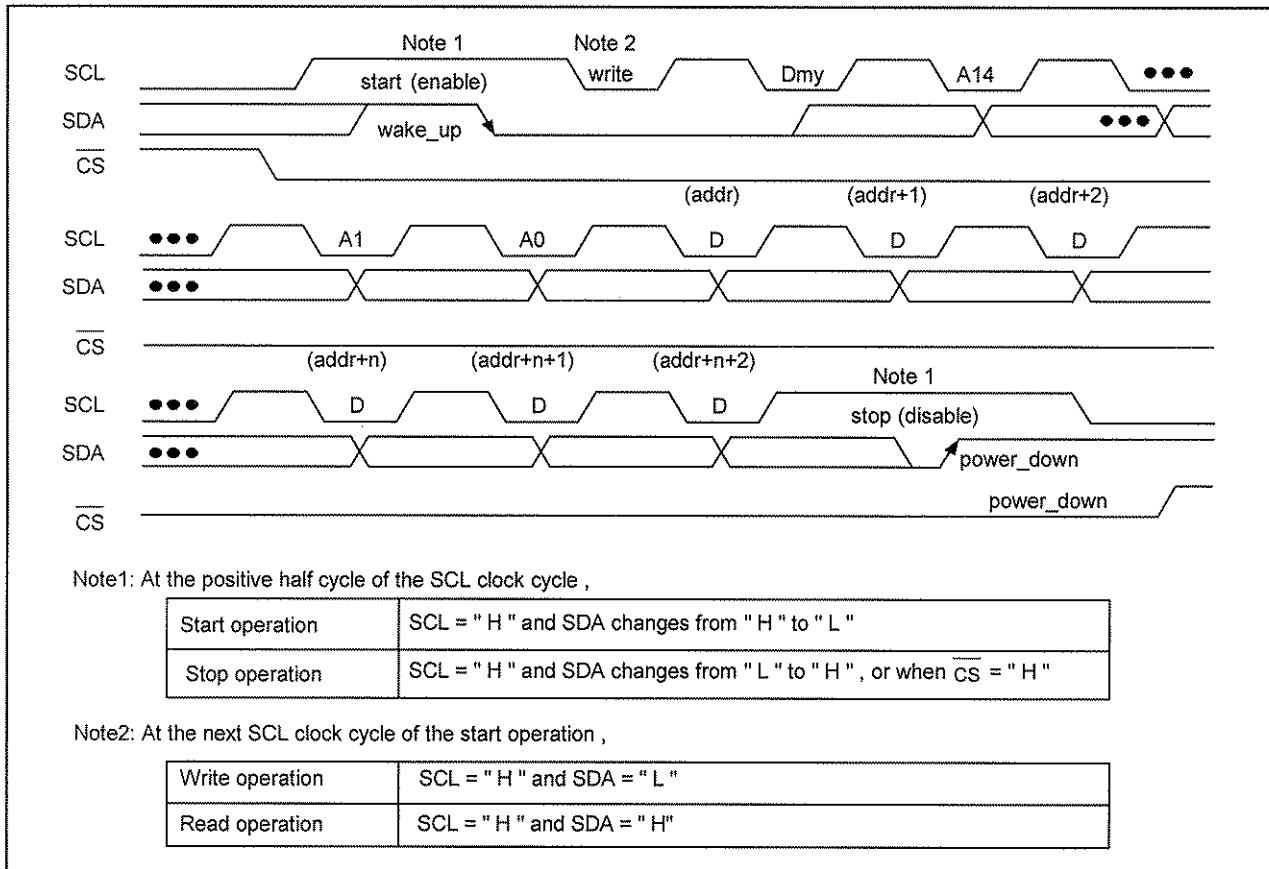 Note 1 Note 2
SCL start (enable) write Dmy A14 •••
SDA wake_up •••
CS
(addr) (addr+1) (addr+2)
SCL ••• A1 A0 D D D
SDA •••
CS
(addr+n) (addr+n+1) (addr+n+2)
Note 1
SCL ••• D D D stop (disable)
SDA ••• power_down
CS power_down
Note1: At the positive half cycle of the SCL clock cycle ,
Start operation SCL = " H " and SDA changes from " H " to " L "
Stop operation SCL = " H " and SDA changes from " L " to " H " , or when CS = " H "
Note2: At the next SCL clock cycle of the start operation ,
Write operation SCL = " H " and SDA = " L "
Read operation SCL = " H " and SDA = " H"